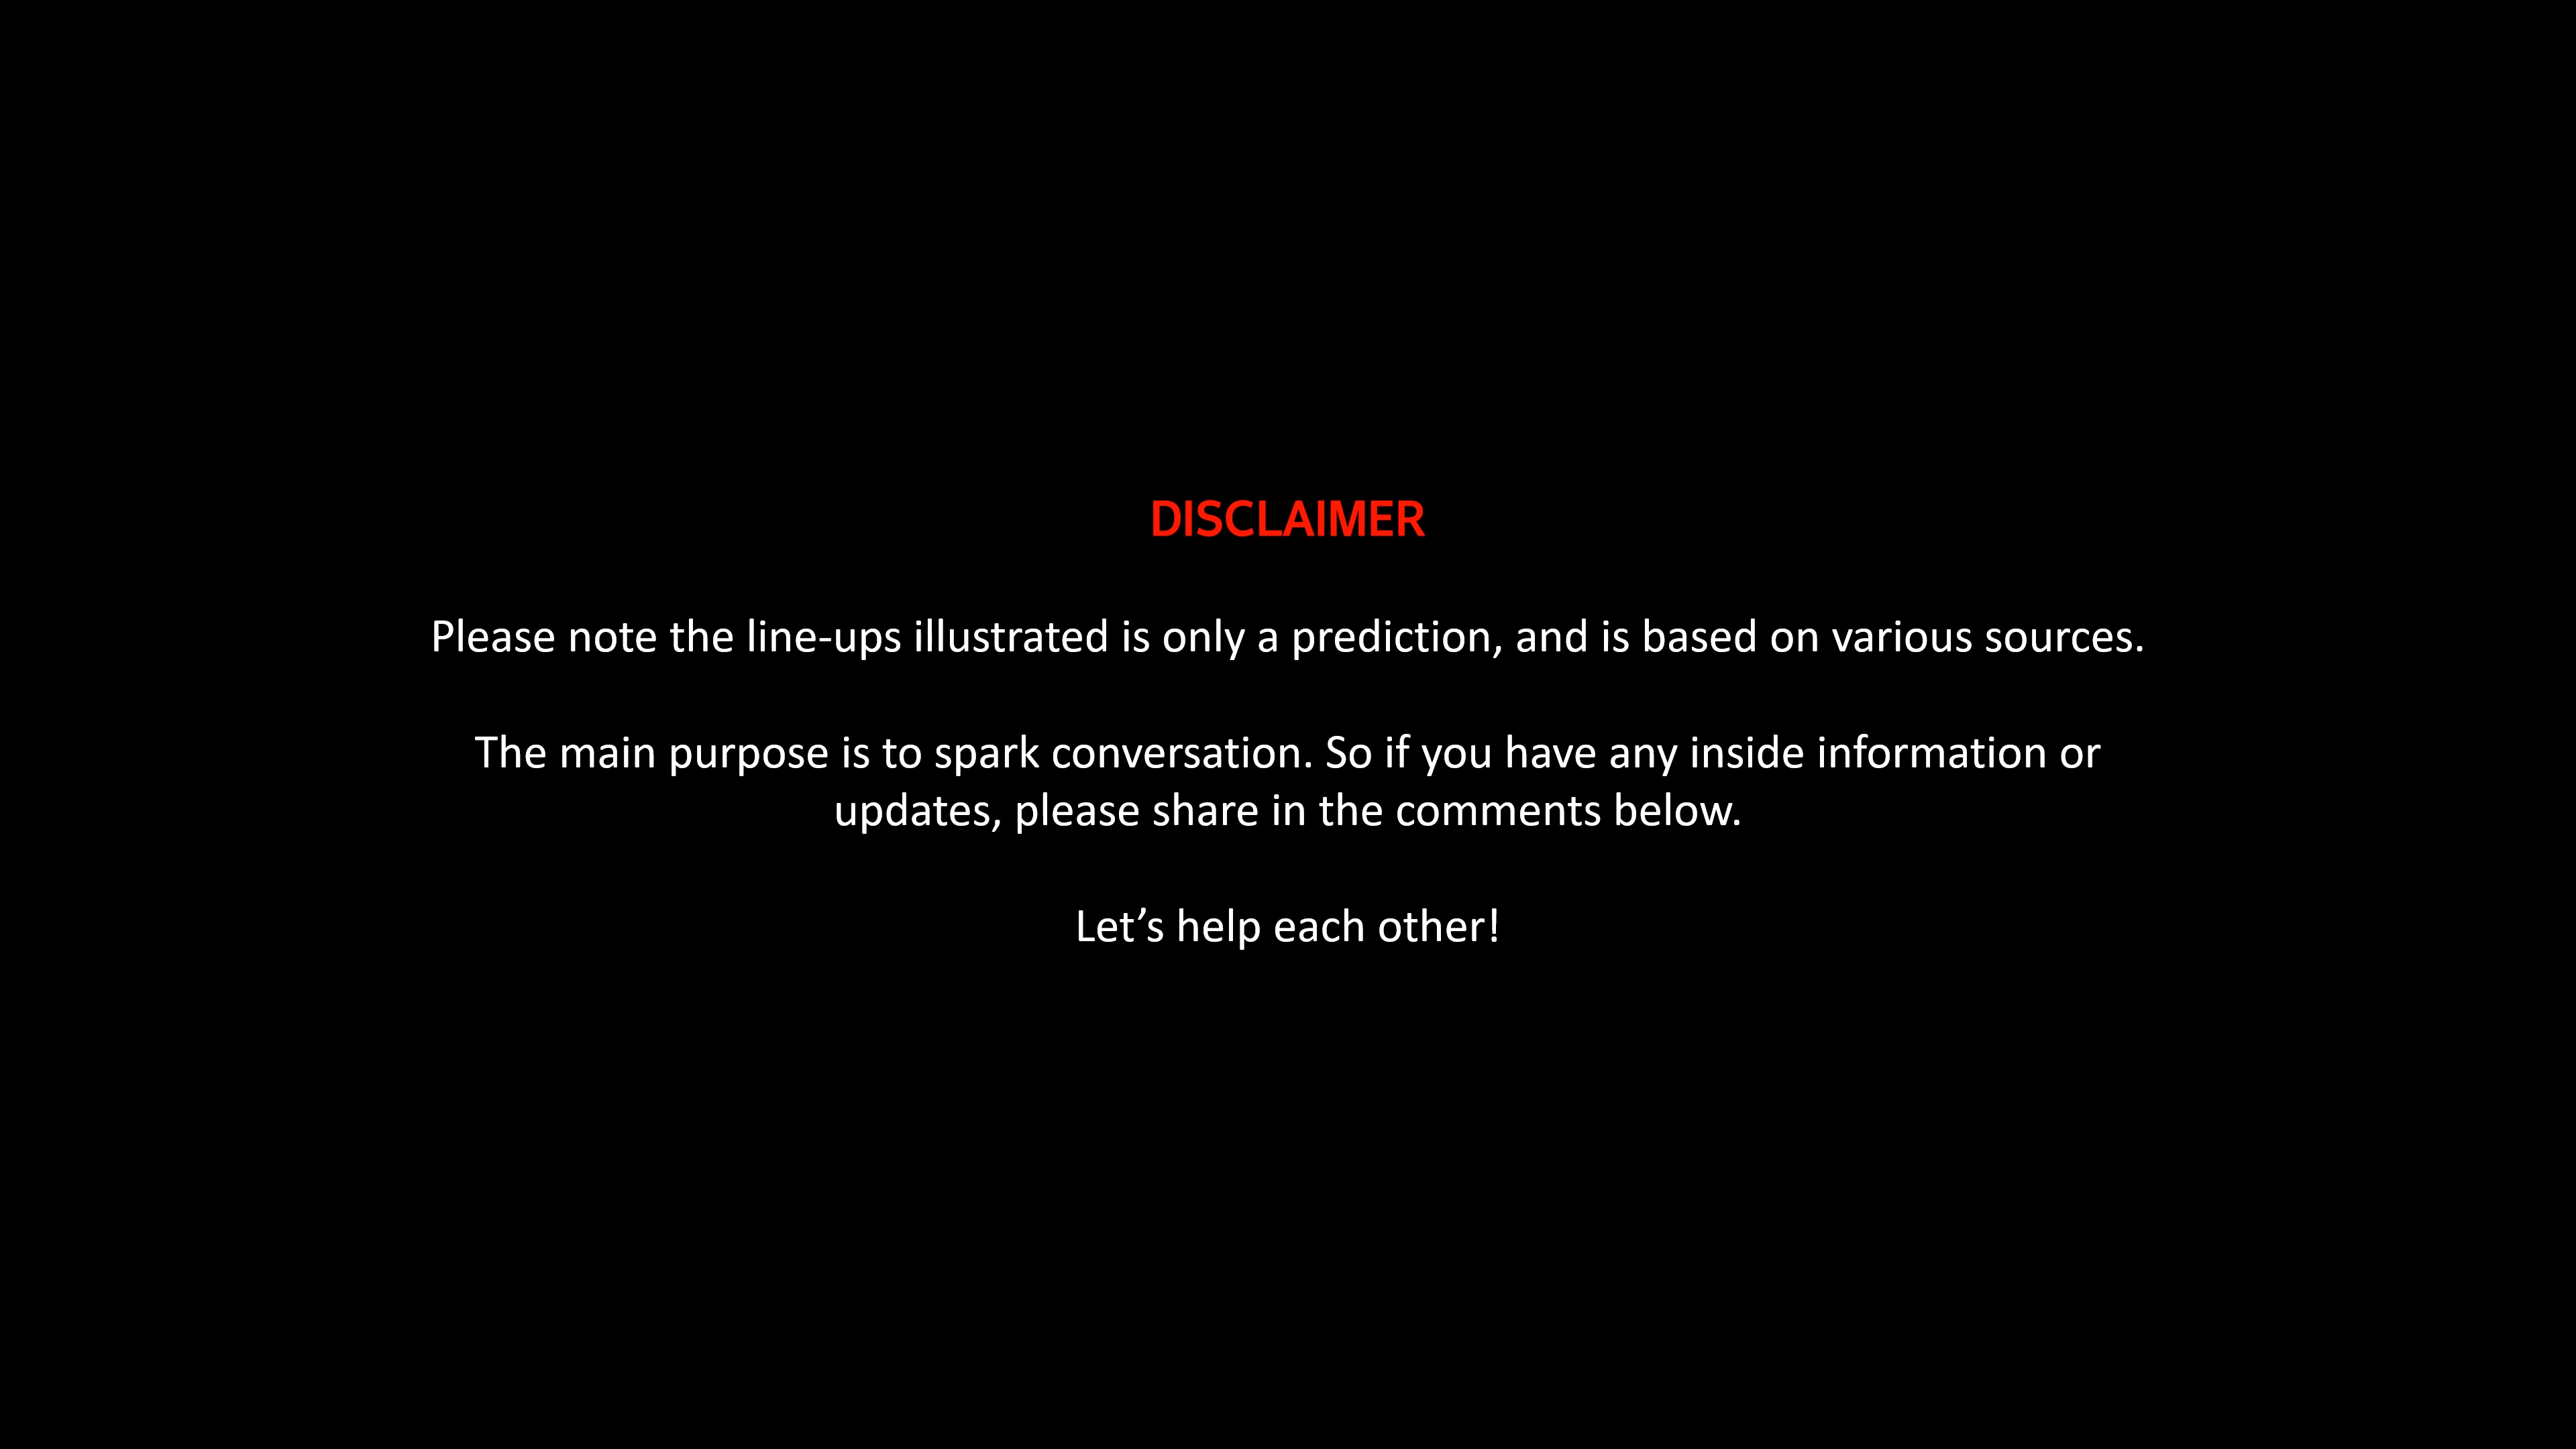 DISCLAIMER
Please note the line-ups illustrated is only a prediction, and is based on various sources.
The main purpose is to spark conversation. So if you have any inside information or
updates, please share in the comments below.
Let’s help each other!